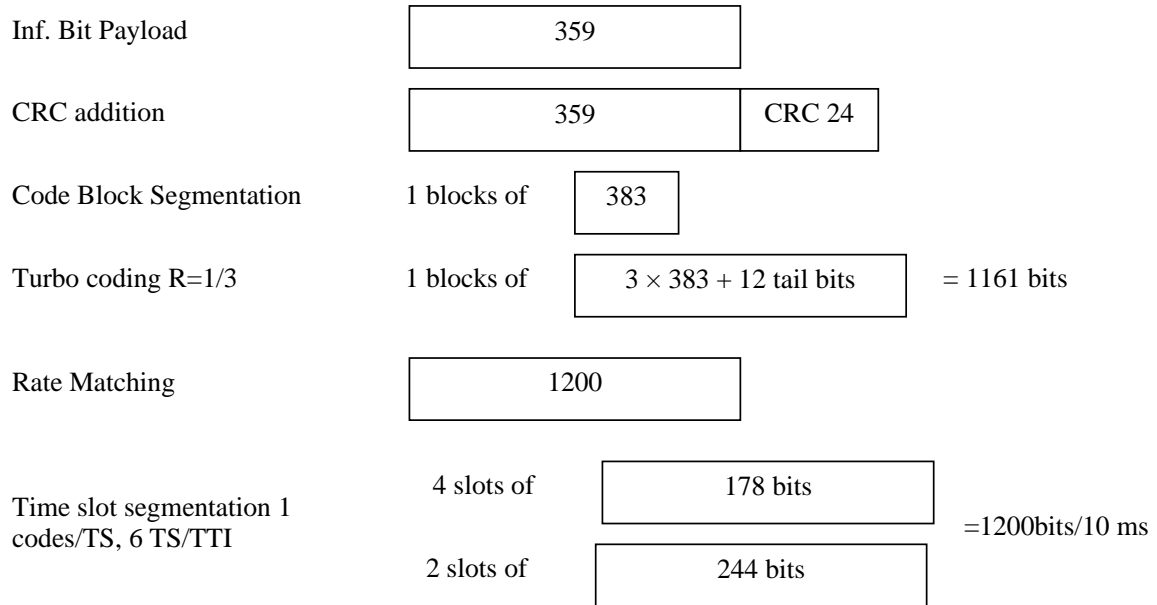 Inf. Bit Payload
359
CRC addition
359
CRC 24
Code Block Segmentation
1 blocks of
383
Turbo coding R=1/3
1 blocks of
3 × 383 + 12 tail bits
= 1161 bits
Rate Matching
1200
Time slot segmentation 1
codes/TS, 6 TS/TTI
4 slots of
178 bits
2 slots of
244 bits
=1200bits/10 ms